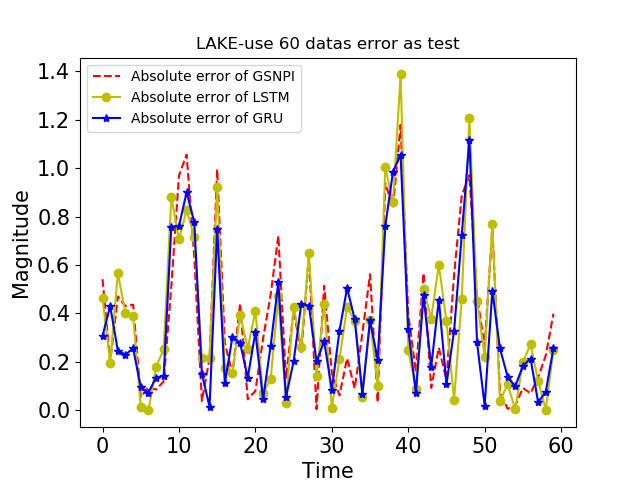 LAKE-use 60 datas error as test
Absolute error of GSNPI
Absolute error of LSTM
Absolute error of GRU
Magnitude
1.4
1.2
1.0
0.8
0.6
0.4
0.2
0.0
0 10 20 30 40 50 60
Time